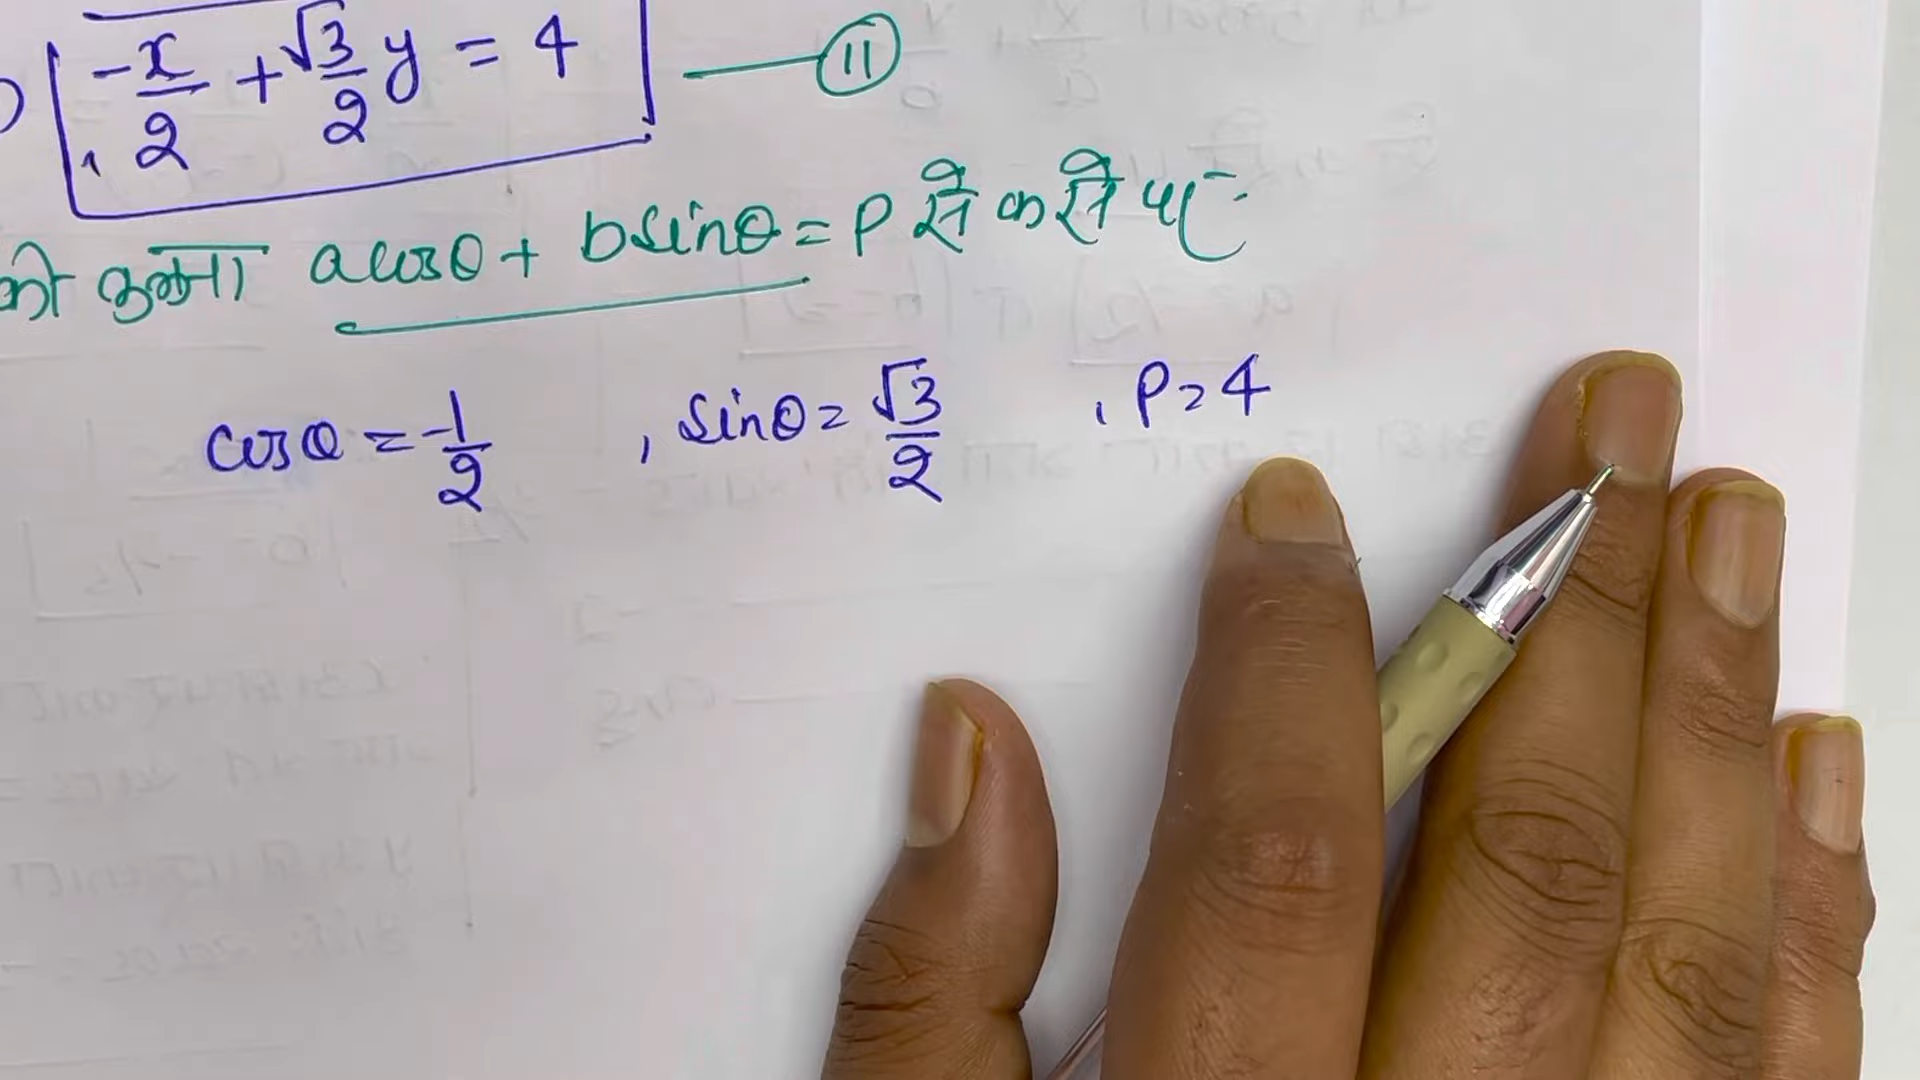 -x/2 + √3/2 y = 4 — (11)
को तुलना acosθ + bsinθ = P से करने पर -
cosθ = -1/2 , sinθ = √3/2 , P = 4